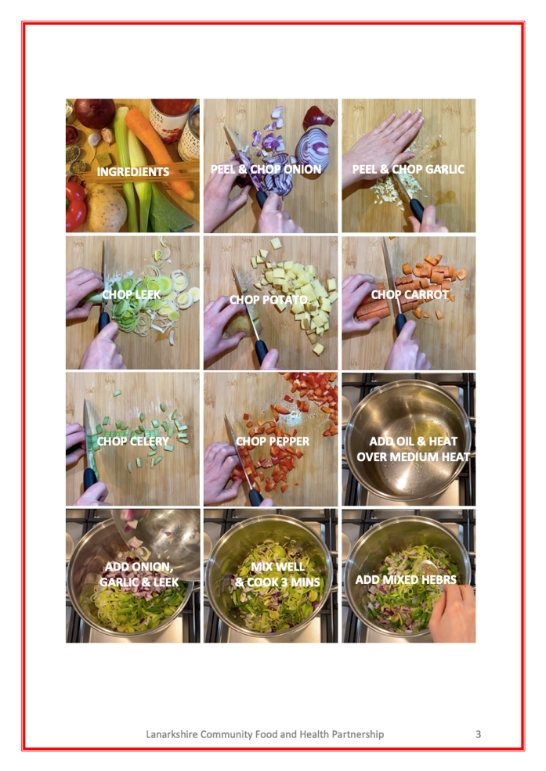 INGREDIENTS
PEEL & CHOP ONION
PEEL & CHOP GARLIC
CHOP LEEK
CHOP POTATO
CHOP CARROT
CHOP CELERY
CHOP PEPPER
ADD OIL & HEAT
OVER MEDIUM HEAT
ADD ONION,
GARLIC & LEEK
MIX WELL
& COOK 3 MINS
ADD MIXED HEBRS
Lanarkshire Community Food and Health Partnership 3